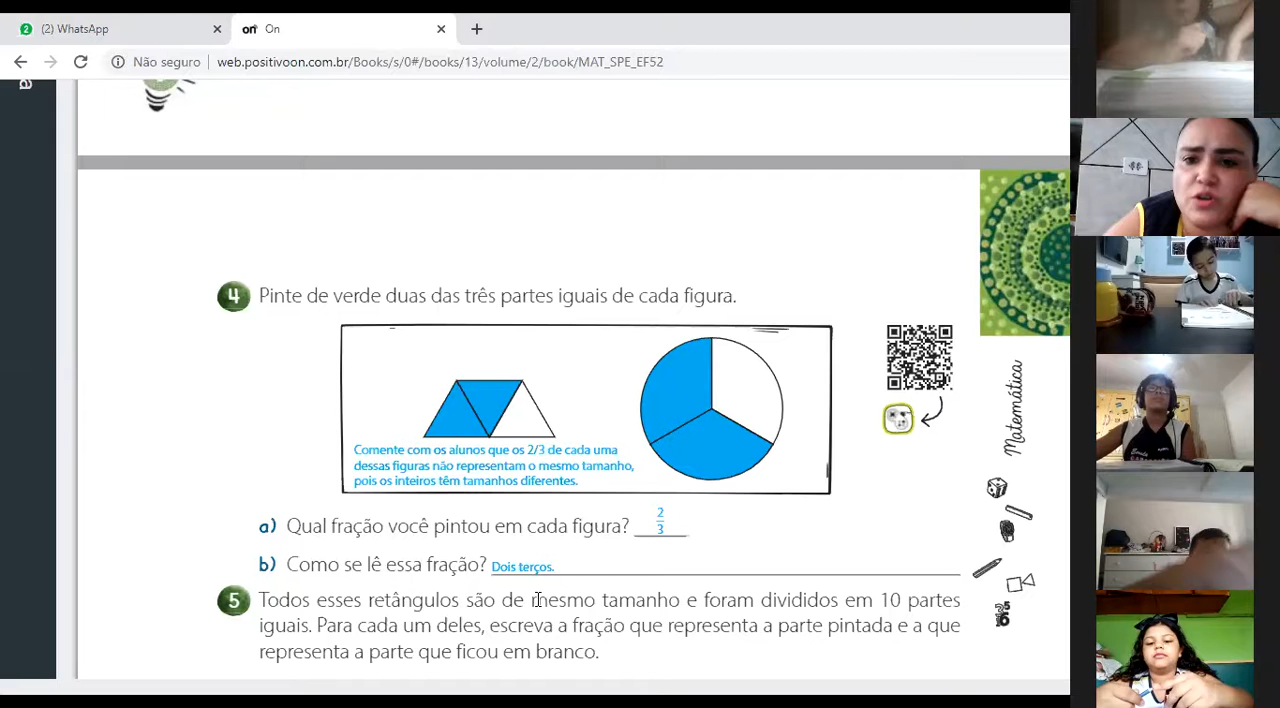 (2) WhatsApp
On
Não seguro
web.positivoon.com.br/Books/s/0#/books/13/volume/2/book/MAT_SPE_EF52
a
4 Pinte de verde duas das três partes iguais de cada figura.
Comente com os alunos que os 2/3 de cada uma
dessas figuras não representam o mesmo tamanho,
pois os inteiros têm tamanhos diferentes.
Matemática
a) Qual fração você pintou em cada figura? 2/3
b) Como se lê essa fração? Dois terços.
5 Todos esses retângulos são de mesmo tamanho e foram divididos em 10 partes
iguais. Para cada um deles, escreva a fração que representa a parte pintada e a que
representa a parte que ficou em branco.